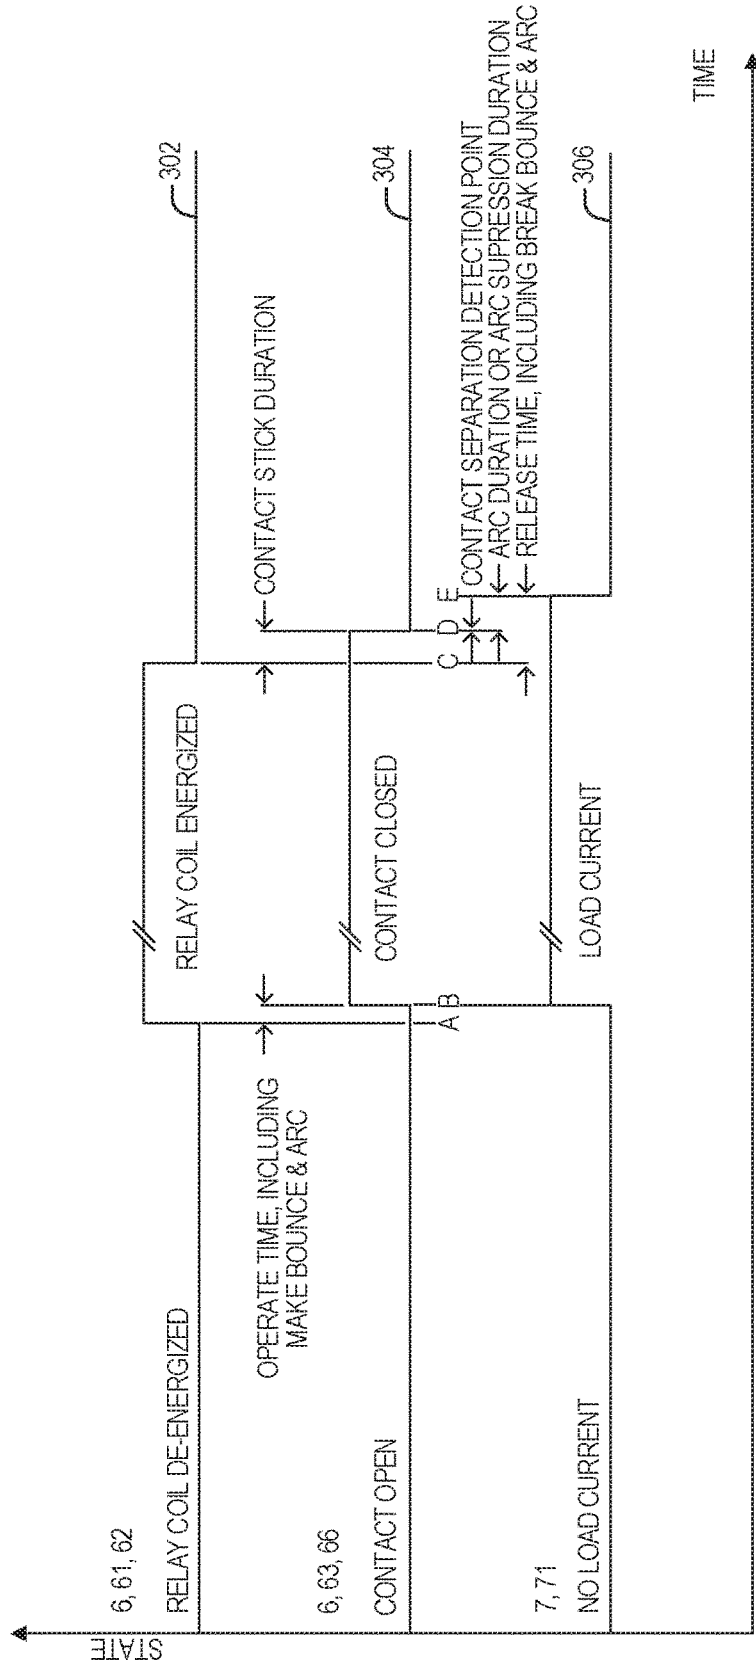 STATE
6, 61, 62
RELAY COIL DE-ENERGIZED
RELAY COIL ENERGIZED
302
OPERATE TIME, INCLUDING
MAKE BOUNCE & ARC
CONTACT STICK DURATION
6, 63, 66
CONTACT OPEN
CONTACT CLOSED
304
A B
C D E
CONTACT SEPARATION DETECTION POINT
ARC DURATION OR ARC SUPRESSION DURATION
RELEASE TIME, INCLUDING BREAK BOUNCE & ARC
7, 71
NO LOAD CURRENT
LOAD CURRENT
306
TIME